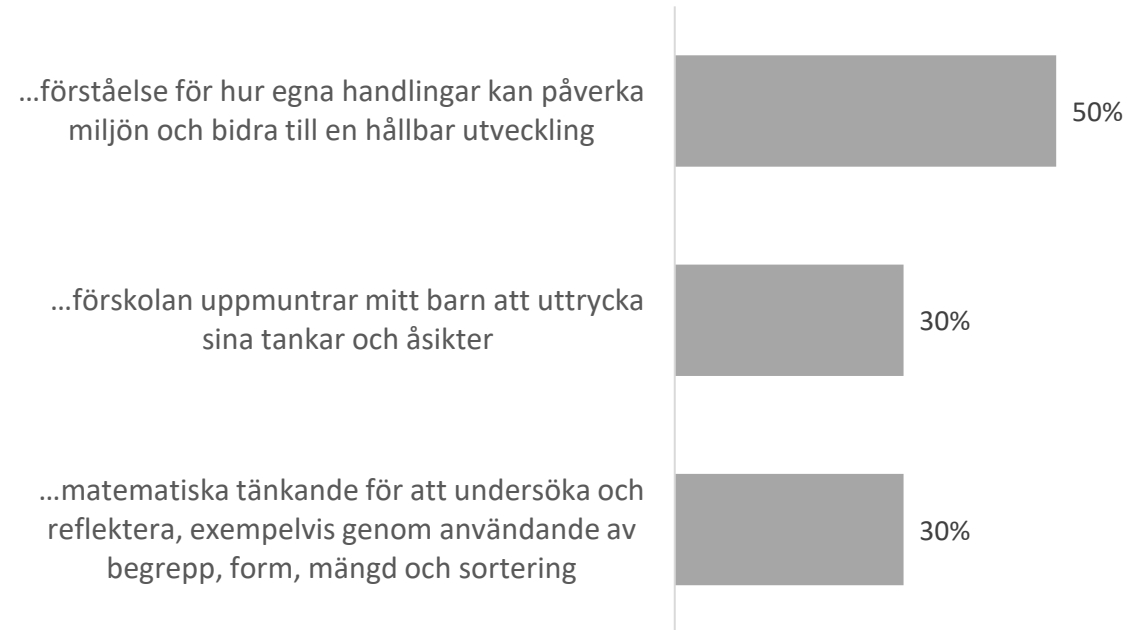 ...förståelse för hur egna handlingar kan påverka
miljön och bidra till en hållbar utveckling
50%
...förskolan uppmuntrar mitt barn att uttrycka
sina tankar och åsikter
30%
...matematiska tänkande för att undersöka och
reflektera, exempelvis genom användande av
begrepp, form, mängd och sortering
30%